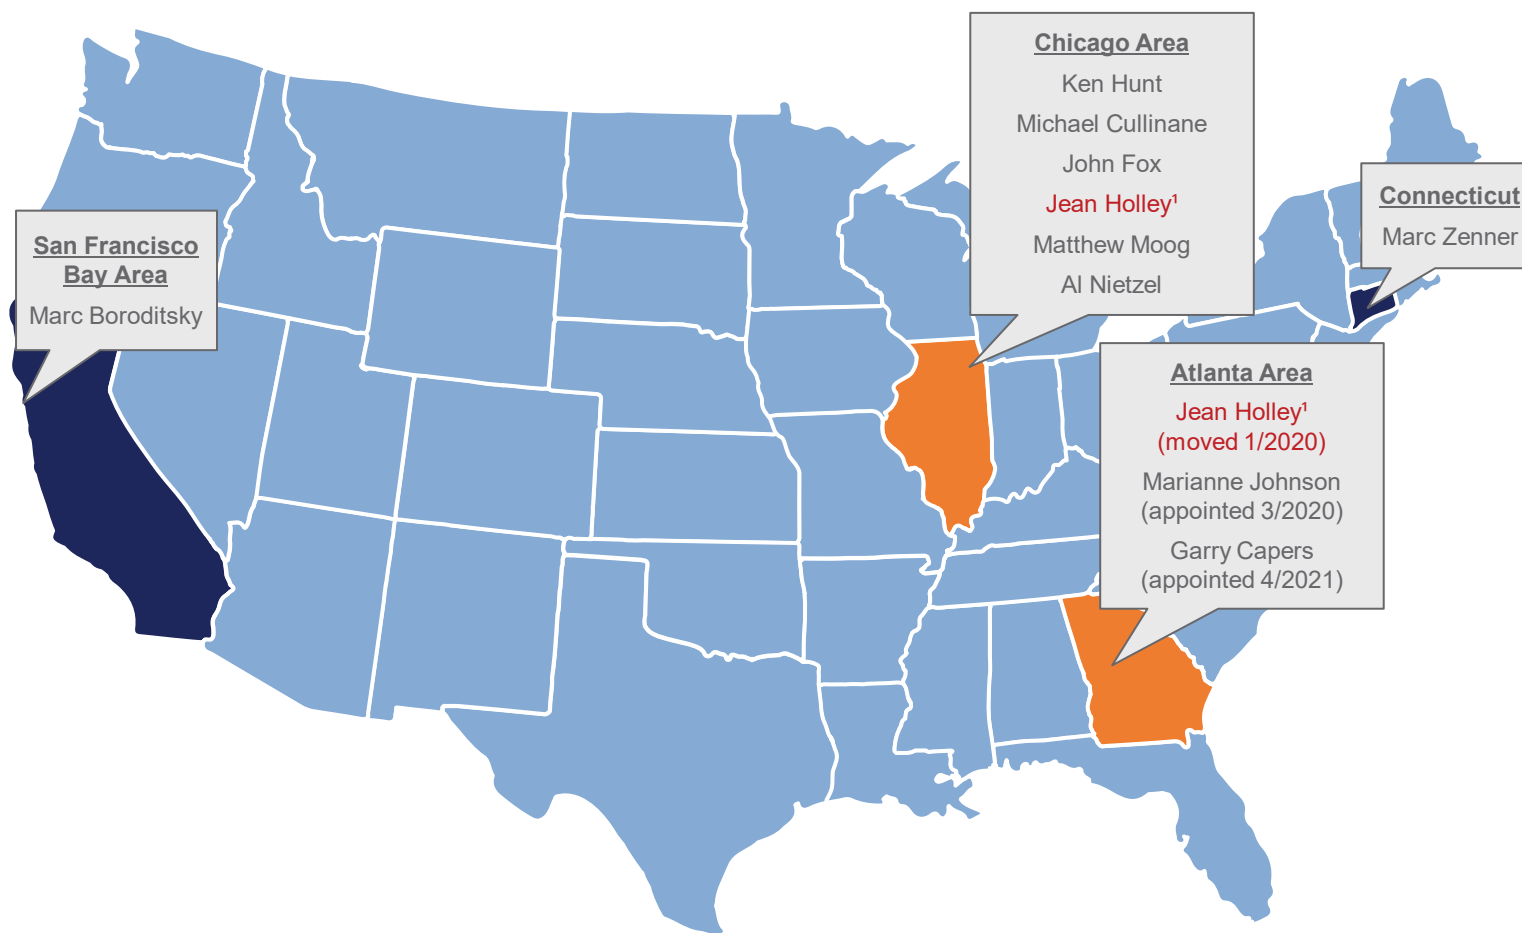 San Francisco
Bay Area
Marc Boroditsky
Chicago Area
Ken Hunt
Michael Cullinane
John Fox
Jean Holley¹
Matthew Moog
Al Nietzel
Connecticut
Marc Zenner
Atlanta Area
Jean Holley¹
(moved 1/2020)
Marianne Johnson
(appointed 3/2020)
Garry Capers
(appointed 4/2021)